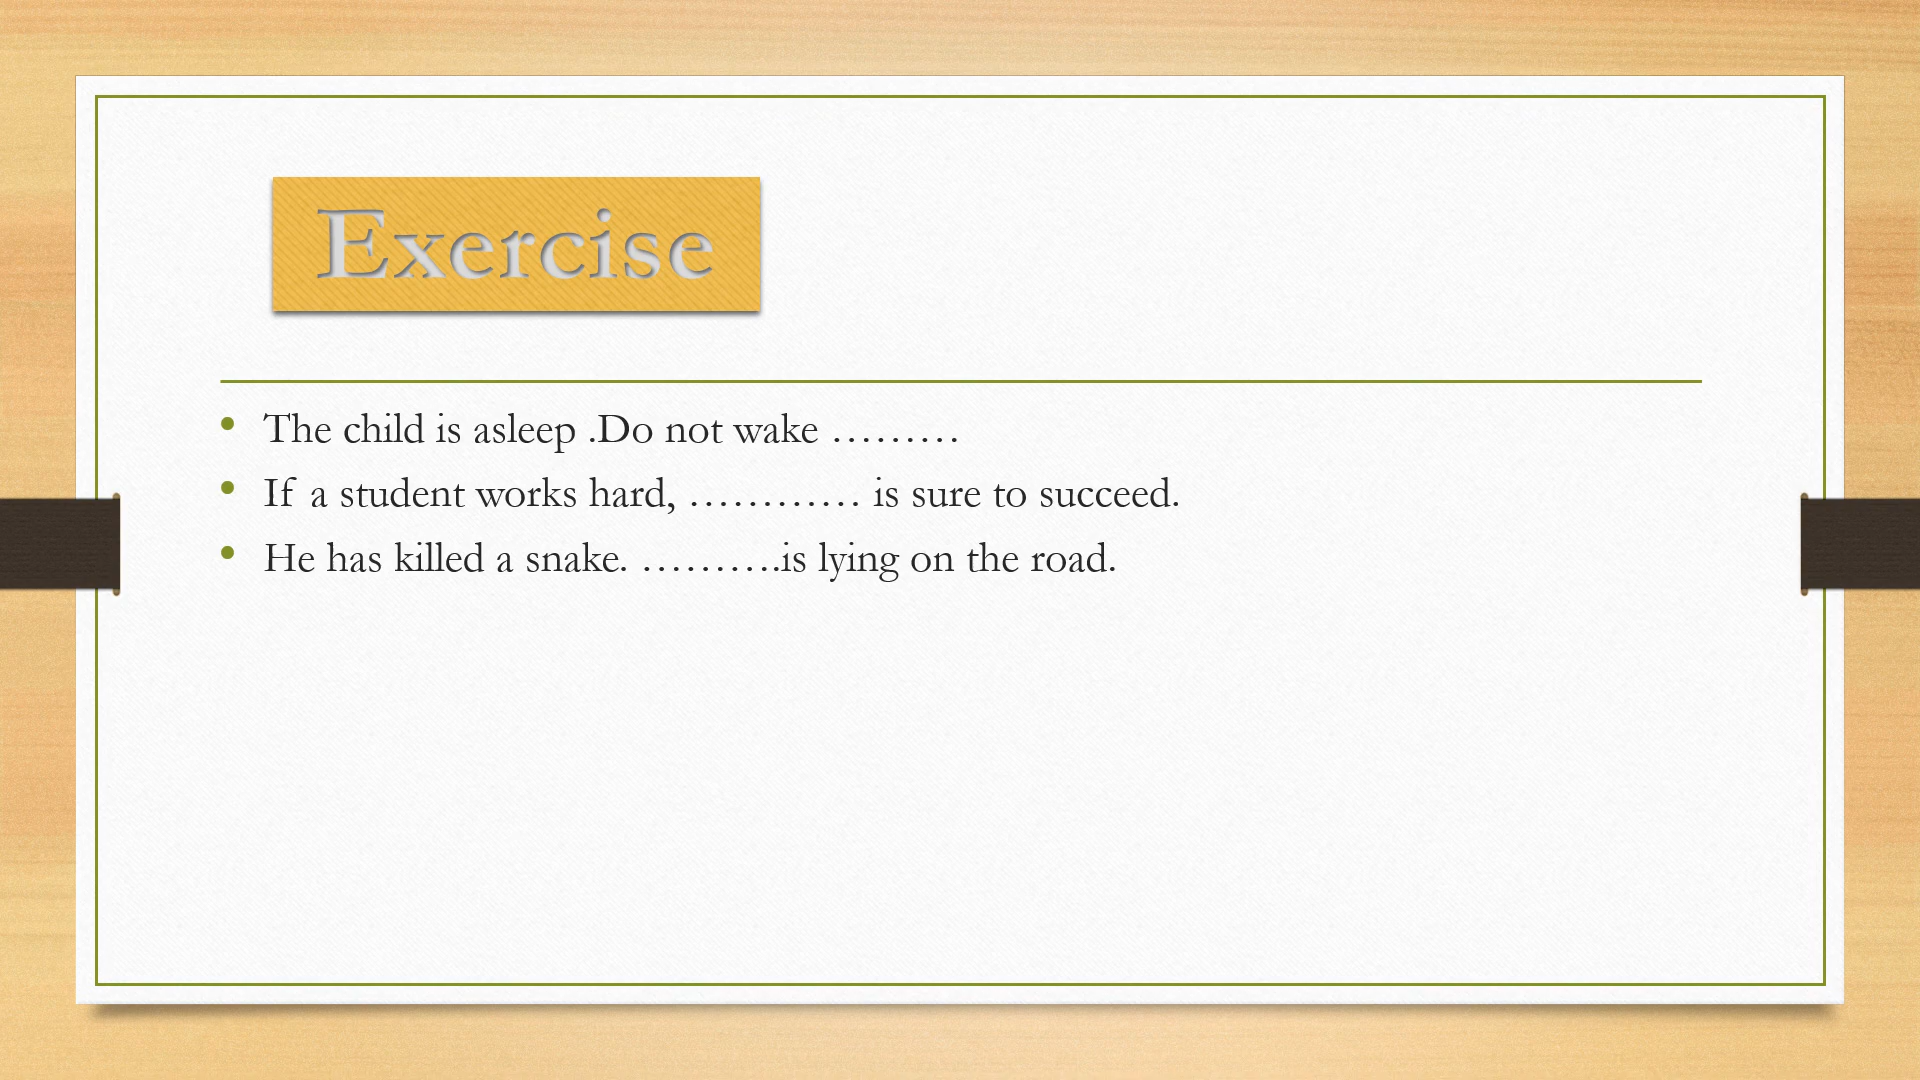 Exercise
• The child is asleep .Do not wake ………
• If a student works hard, ………… is sure to succeed.
• He has killed a snake. ……….is lying on the road.